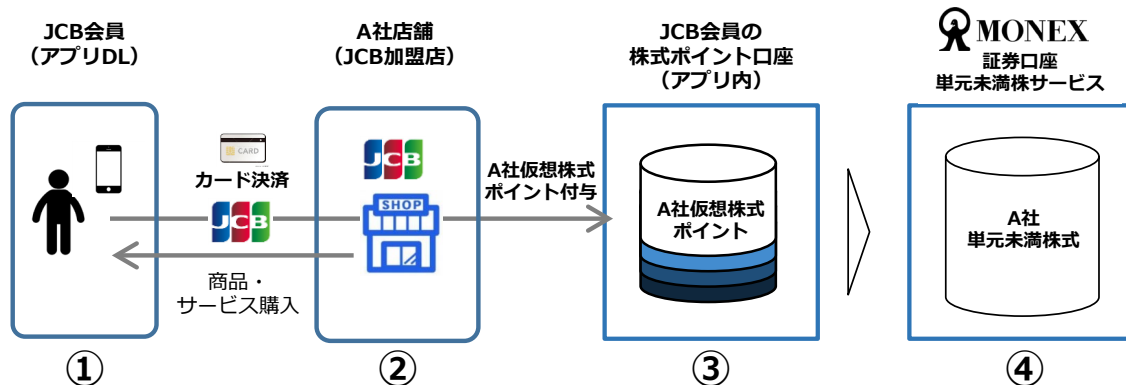 JCB会員
（アプリDL）
A社店舗
（JCB加盟店）
JCB会員の
株式ポイント口座
（アプリ内）
MONEX
証券口座
単元未満株サービス
CARD
カード決済
JCB
商品・
サービス購入
JCB
SHOP
A社仮想株式
ポイント付与
A社仮想株式
ポイント
A社
単元未満株式
①
②
③
④